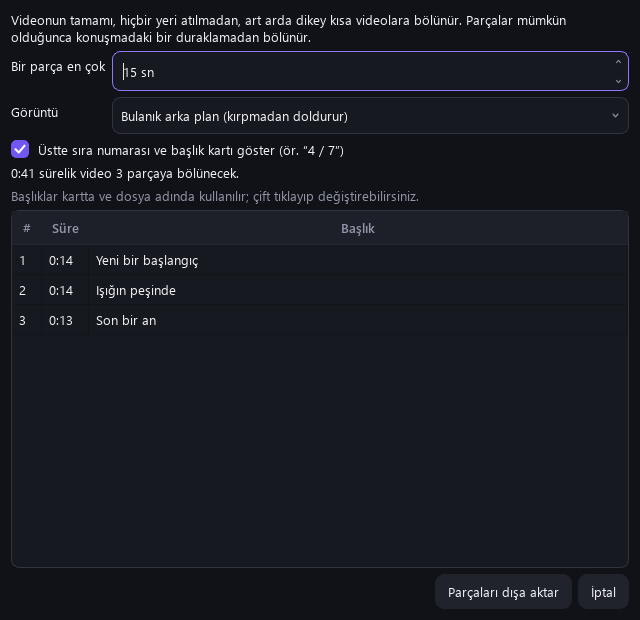 Videonun tamamı, hiçbir yeri atılmadan, art arda dikey kısa videolara bölünür. Parçalar mümkün
olduğunca konuşmadaki bir duraklamadan bölünür.
Bir parça en çok
15 sn
Görüntü
Bulanık arka plan (kırpmadan doldurur)
Üstte sıra numarası ve başlık kartı göster (ör. “4 / 7”)
0:41 sürelik video 3 parçaya bölünecek.
Başlıklar kartta ve dosya adında kullanılır; çift tıklayıp değiştirebilirsiniz.
# Süre Başlık
1 0:14 Yeni bir başlangıç
2 0:14 Işığın peşinde
3 0:13 Son bir an
Parçaları dışa aktar İptal